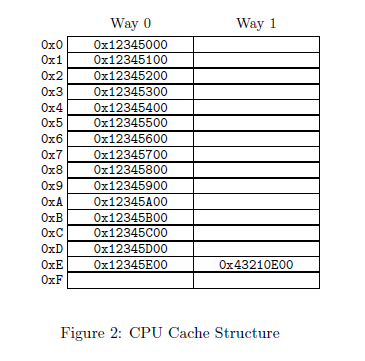 Way 0 Way 1
0x0 0x12345000
0x1 0x12345100
0x2 0x12345200
0x3 0x12345300
0x4 0x12345400
0x5 0x12345500
0x6 0x12345600
0x7 0x12345700
0x8 0x12345800
0x9 0x12345900
0xA 0x12345A00
0xB 0x12345B00
0xC 0x12345C00
0xD 0x12345D00
0xE 0x12345E00 0x43210E00
0xF
Figure 2: CPU Cache Structure